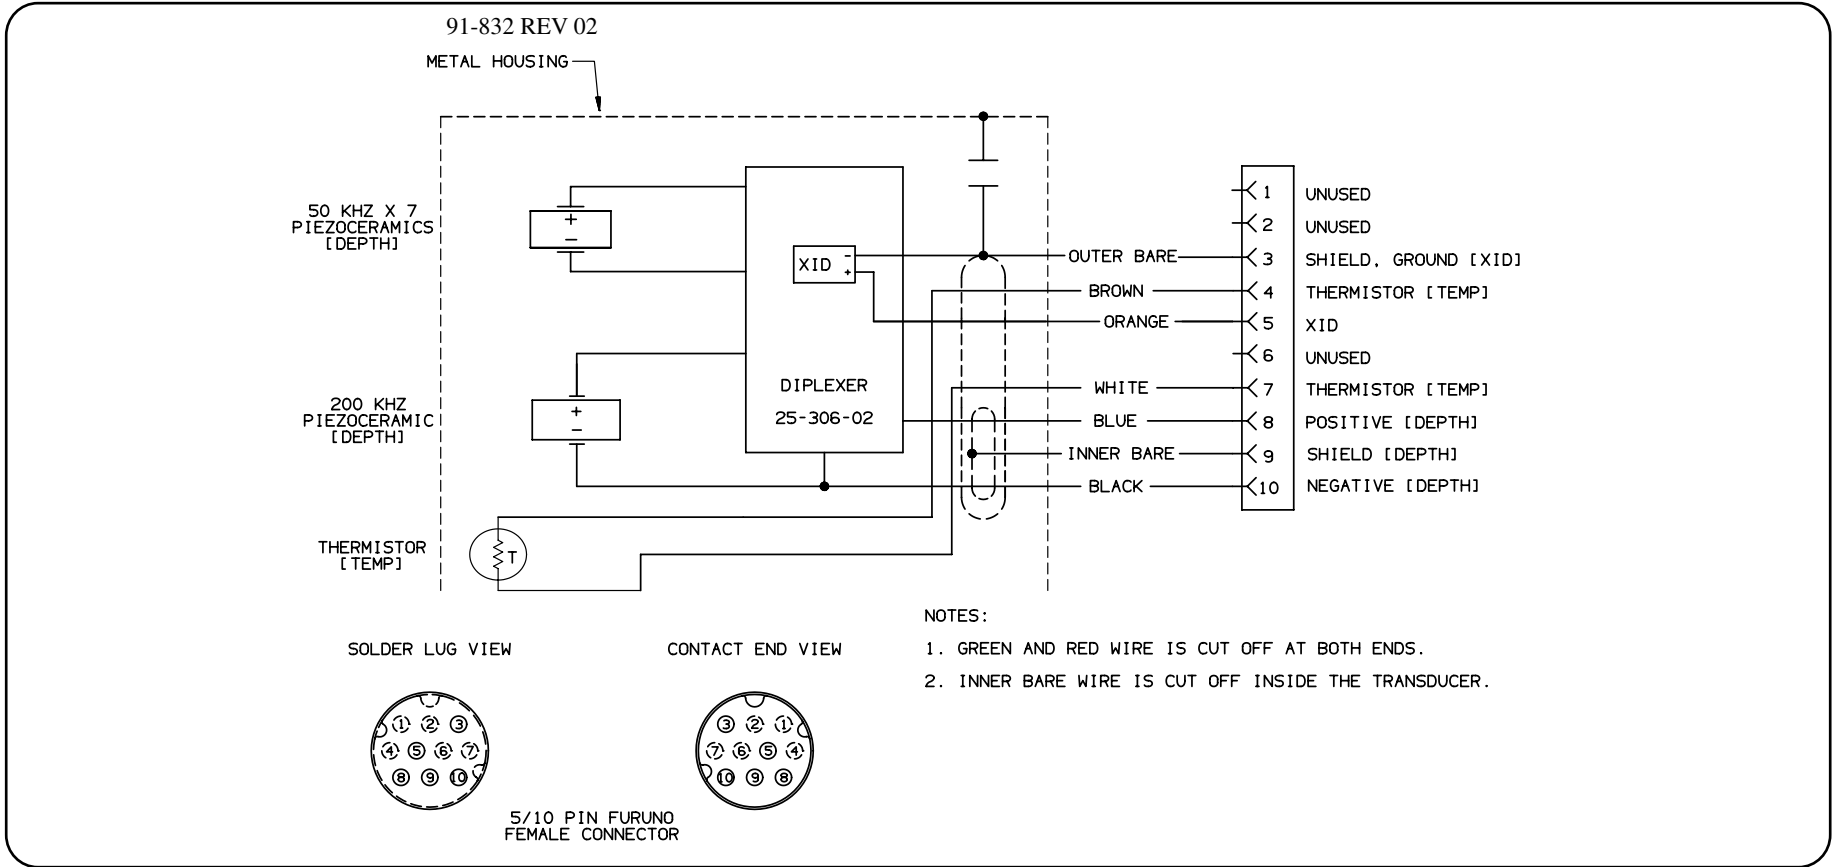 91-832 REV 02
METAL HOUSING
50 KHZ X 7
PIEZOCERAMICS
[DEPTH]
+
−
200 KHZ
PIEZOCERAMIC
[DEPTH]
+
−
XID - +
DIPLEXER
25-306-02
THERMISTOR
[TEMP]
T
1 UNUSED
2 UNUSED
OUTER BARE 3 SHIELD, GROUND [XID]
BROWN 4 THERMISTOR [TEMP]
ORANGE 5 XID
6 UNUSED
WHITE 7 THERMISTOR [TEMP]
BLUE 8 POSITIVE [DEPTH]
INNER BARE 9 SHIELD [DEPTH]
BLACK 10 NEGATIVE [DEPTH]
NOTES:
1. GREEN AND RED WIRE IS CUT OFF AT BOTH ENDS.
2. INNER BARE WIRE IS CUT OFF INSIDE THE TRANSDUCER.
SOLDER LUG VIEW
1 2 3
4 5 6 7
8 9 10
CONTACT END VIEW
3 2 1
7 6 5 4
10 9 8
5/10 PIN FURUNO
FEMALE CONNECTOR